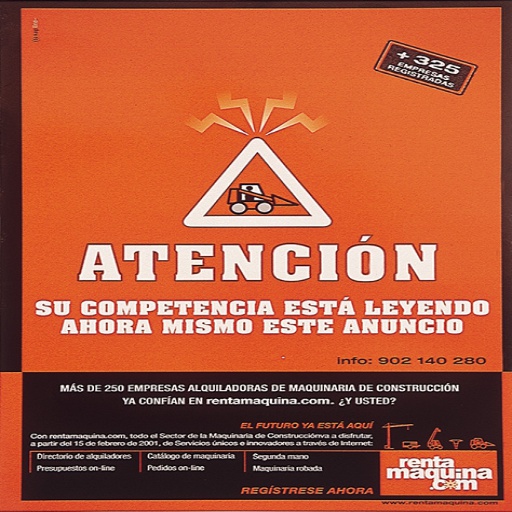 + 325
EMPRESAS
REGISTRADAS
ATENCIÓN
SU COMPETENCIA ESTÁ LEYENDO
AHORA MISMO ESTE ANUNCIO
info: 902 140 280
MÁS DE 250 EMPRESAS ALQUILADORAS DE MAQUINARIA DE CONSTRUCCIÓN
YA CONFÍAN EN rentamaquina.com. ¿Y USTED?
EL FUTURO YA ESTÁ AQUÍ
Con rentamaquina.com, todo el Sector de la Maquinaria de Construcciónva a disfrutar,
a partir del 15 de febrero de 2001, de Servicios únicos e innovadores a través de Internet:
Directorio de alquiladores Catálogo de maquinaria Segunda mano
Presupuestos on-line Pedidos on-line Maquinaria robada
REGÍSTRESE AHORA
renta
maquina
.com
www.rentamaquina.com